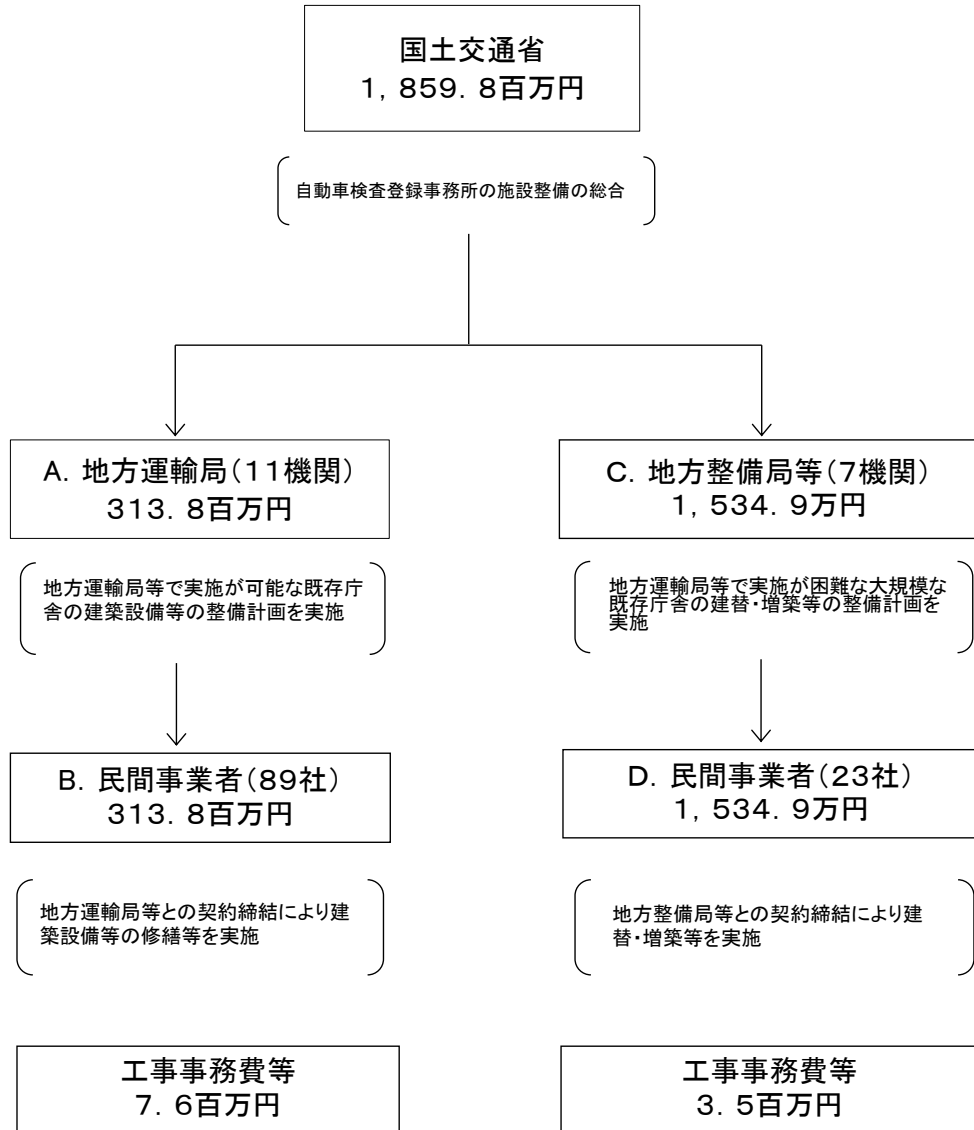 国土交通省
1,859.8百万円
自動車検査登録事務所の施設整備の総合
A. 地方運輸局(11機関)
313.8百万円
地方運輸局等で実施が可能な既存庁
舎の建築設備等の整備計画を実施
B. 民間事業者(89社)
313.8百万円
地方運輸局等との契約締結により建
築設備等の修繕等を実施
工事事務費等
7.6百万円
C. 地方整備局等(7機関)
1,534.9万円
地方運輸局等で実施が困難な大規模な
既存庁舎の建替・増築等の整備計画を
実施
D. 民間事業者(23社)
1,534.9万円
地方整備局等との契約締結により建
替・増築等を実施
工事事務費等
3.5百万円